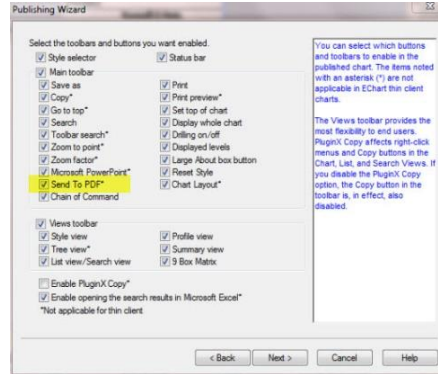 Publishing Wizard
Select the toolbars and buttons you want enabled.
Style selector
Status bar
Main toolbar
Save as
Copy*
Go to top*
Search
Toolbar search*
Zoom to point*
Zoom factor*
Microsoft PowerPoint*
Send To PDF*
Chain of Command
Print
Print preview*
Set top of chart
Display whole chart
Drilling on/off
Displayed levels
Large About box button
Reset Style
Chart Layout*
Views toolbar
Style view
Tree view*
List view/Search view
Profile view
Summary view
9 Box Matrix
Enable PluginX Copy*
Enable opening the search results in Microsoft Excel*
*Not applicable for thin client
You can select which buttons
and toolbars to enable in the
published chart. The items noted
with an asterisk (*) are not
applicable in EChart thin client
charts.
The Views toolbar provides the
most flexibility to end users.
PluginX Copy affects right-click
menus and Copy buttons in the
Chart, List, and Search Views. If
you disable the PluginX Copy
option, the Copy button in the
toolbar is, in effect, also
disabled.
< Back
Next >
Cancel
Help